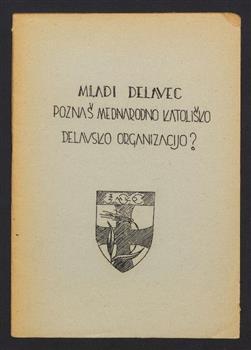 MLADI DELAVEC
POZNAŠ MEDNARODNO KATOLIŠKO
DELAVSKO ORGANIZACIJO?